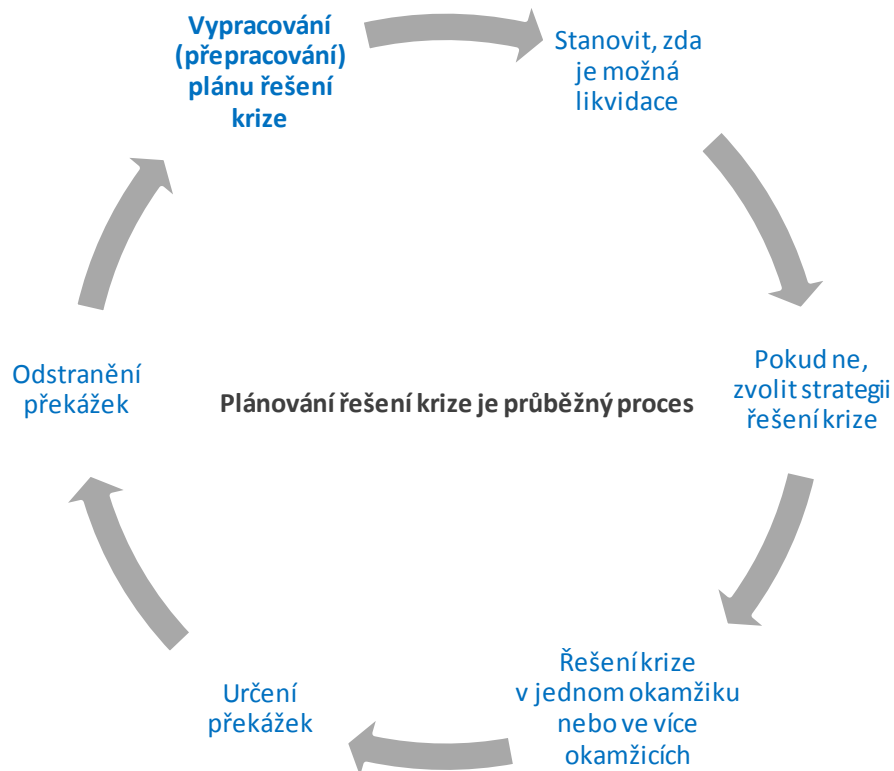 Vypracování
(přepracování)
plánu řešení
krize
Stanovit, zda
je možná
likvidace
Pokud ne,
zvolit strategii
řešení krize
Řešení krize
v jednom okamžiku
nebo ve více
okamžicích
Určení
překážek
Odstranění
překážek
Plánování řešení krize je průběžný proces